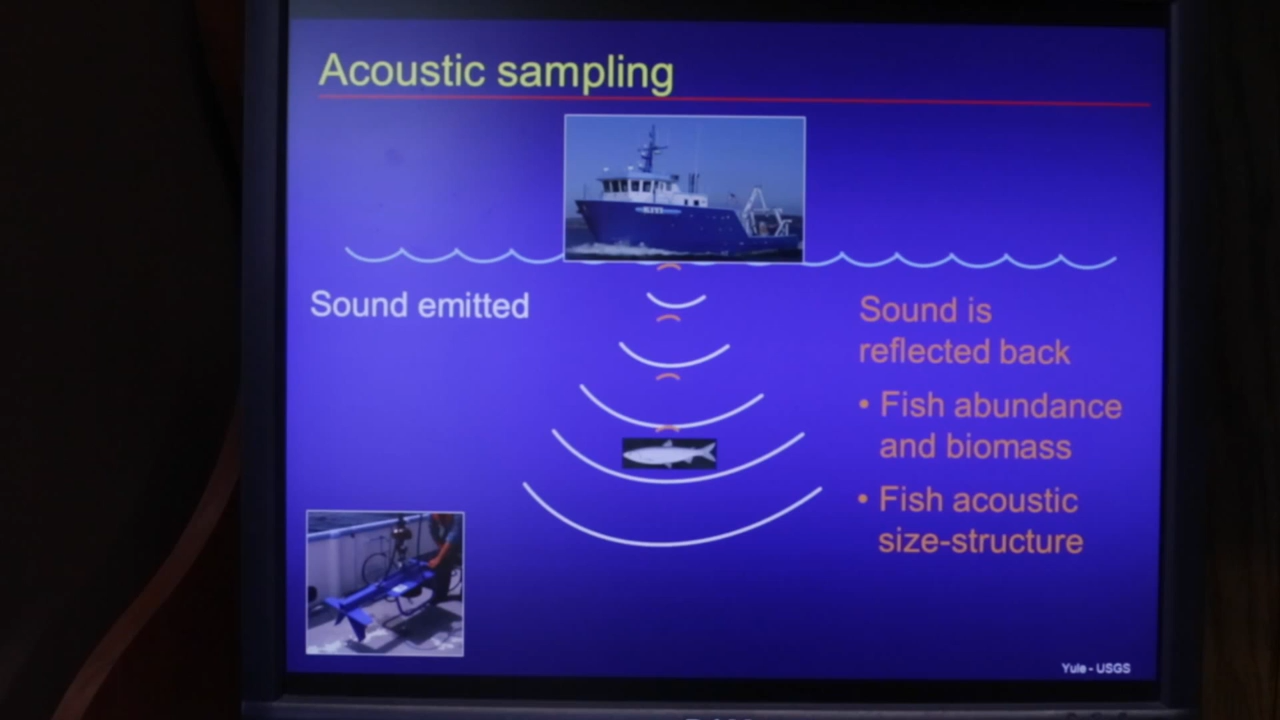 Acoustic sampling
Sound emitted
Sound is
reflected back
• Fish abundance
and biomass
• Fish acoustic
size-structure
Yule - USGS